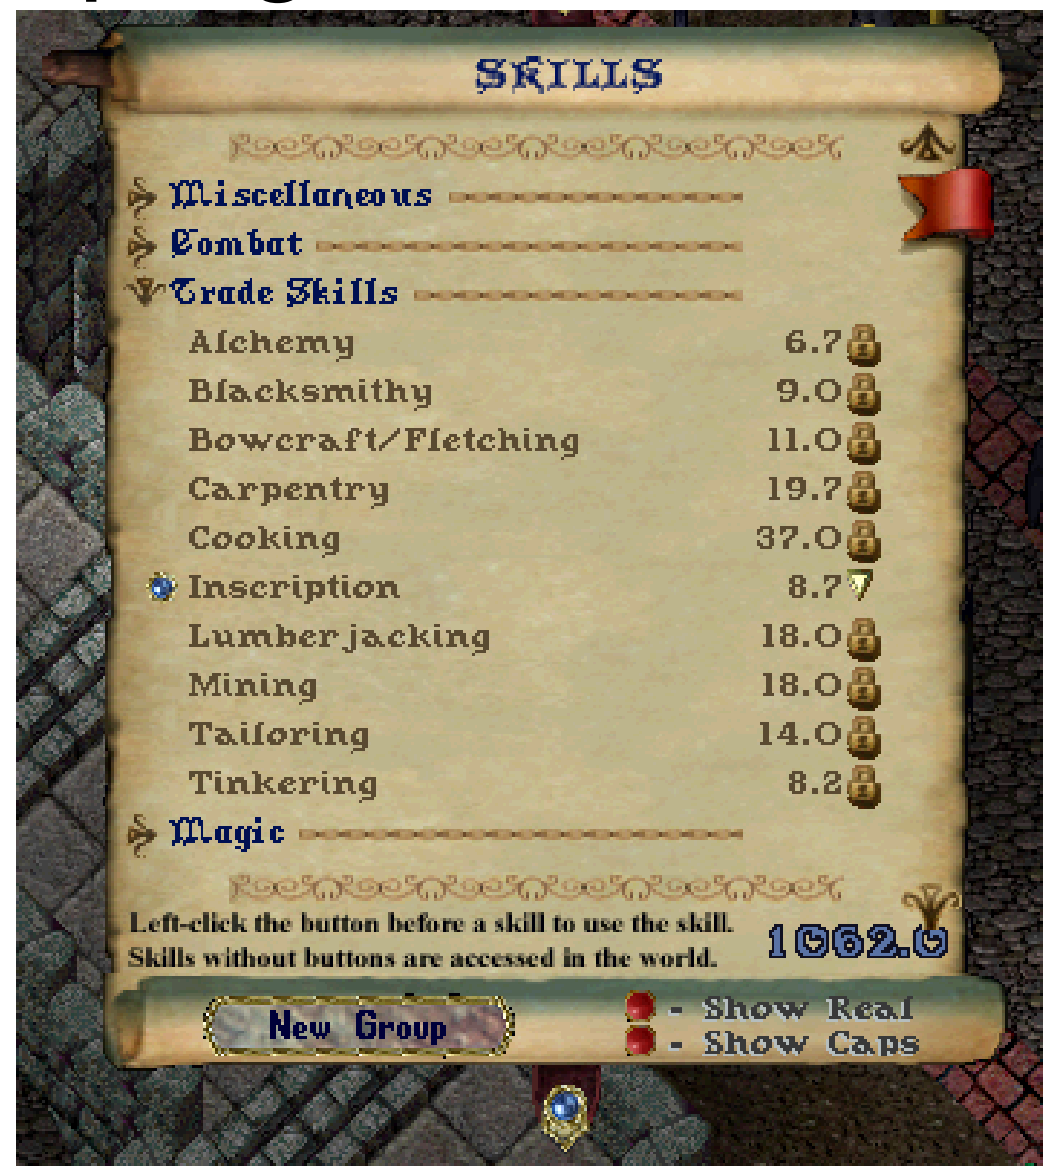 SKILLS
Miscellaneous
Combat
Trade Skills
Alchemy 6.7
Blacksmithy 9.0
Bowcraft/Fletching 11.0
Carpentry 19.7
Cooking 37.0
Inscription 8.7
Lumberjacking 18.0
Mining 18.0
Tailoring 14.0
Tinkering 8.2
Magic
Left-click the button before a skill to use the skill.
Skills without buttons are accessed in the world.
1062.0
New Group
- Show Real
- Show Caps